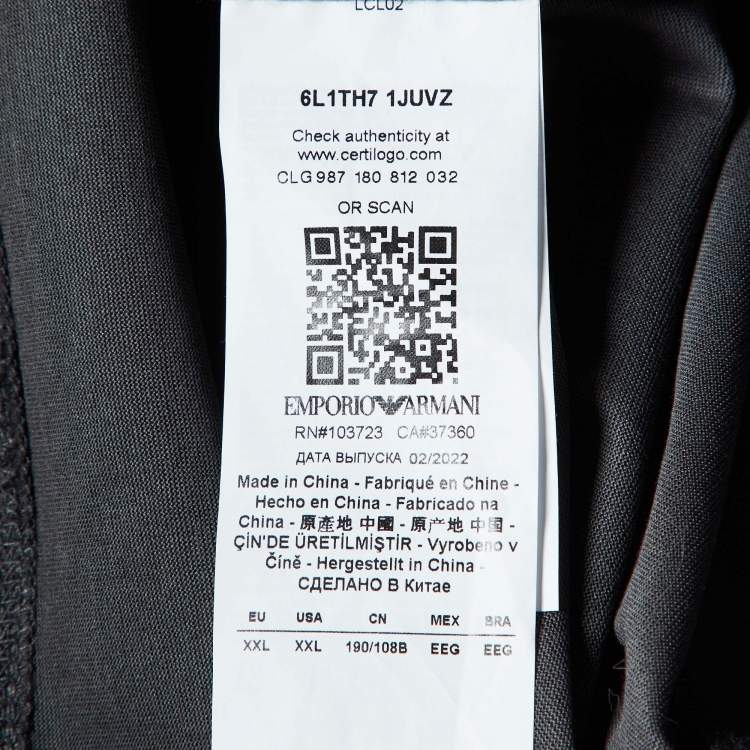 LCL02
6L1TH7 1JUVZ
Check authenticity at
www.certilogo.com
CLG 987 180 812 032
OR SCAN
EMPORIO ARMANI
RN#103723 CA#37360
ДАТА ВЫПУСКА 02/2022
Made in China - Fabriqué en Chine -
Hecho en China - Fabricado na
China - 原產地 中國 - 原产地 中国 -
ÇİN'DE ÜRETİLMİŞTİR - Vyrobeno v
Číně - Hergestellt in China -
СДЕЛАНО В Китае
EU USA CN MEX BRA
XXL XXL 190/108B EEG EEG